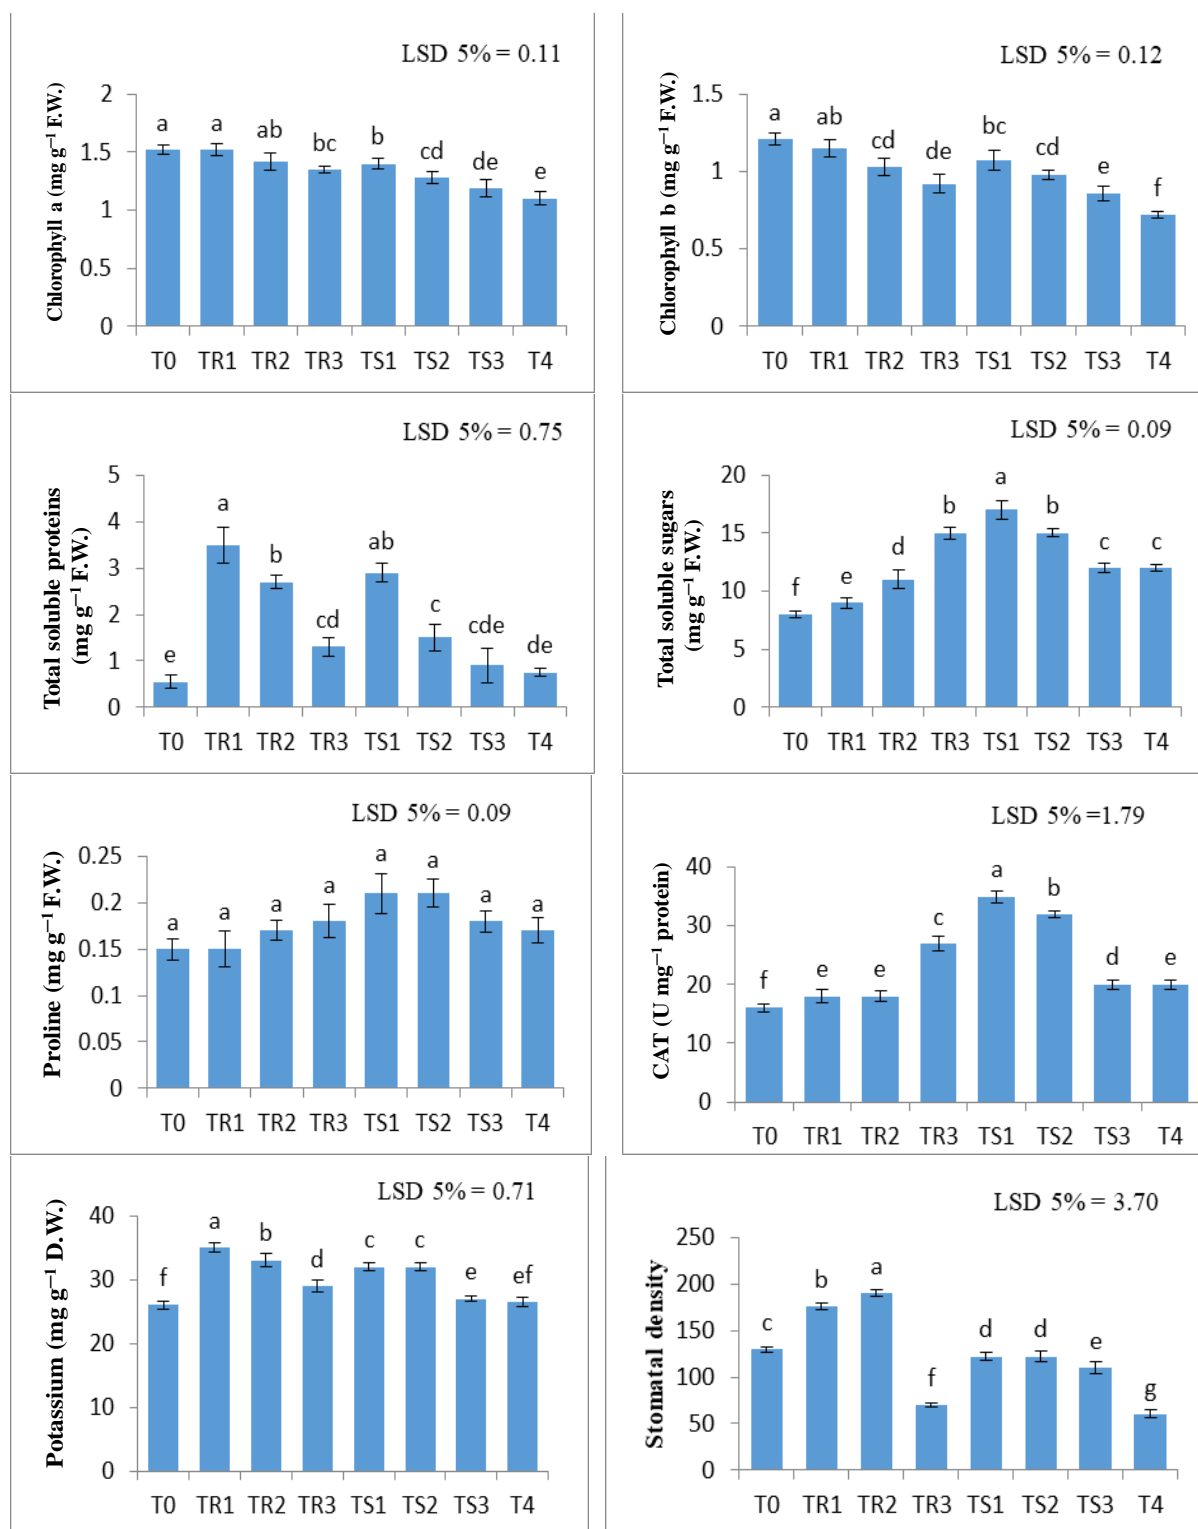 LSD 5% = 0.11
Chlorophyll a (mg g⁻¹ F.W.)
2
1.5
1
0.5
0
a a ab bc b cd de e
T0 TR1 TR2 TR3 TS1 TS2 TS3 T4
LSD 5% = 0.12
Chlorophyll b (mg g⁻¹ F.W.)
1.5
1
0.5
0
a ab cd de bc cd e f
T0 TR1 TR2 TR3 TS1 TS2 TS3 T4
LSD 5% = 0.75
Total soluble proteins
(mg g⁻¹ F.W.)
5
4
3
2
1
0
e a b cd ab c cde de
T0 TR1 TR2 TR3 TS1 TS2 TS3 T4
LSD 5% = 0.09
Total soluble sugars
(mg g⁻¹ F.W.)
20
15
10
5
0
f e d b a b c c
T0 TR1 TR2 TR3 TS1 TS2 TS3 T4
LSD 5% = 0.09
Proline (mg g⁻¹ F.W.)
0.25
0.2
0.15
0.1
0.05
0
a a a a a a a a
T0 TR1 TR2 TR3 TS1 TS2 TS3 T4
LSD 5% =1.79
CAT (U mg⁻¹ protein)
40
30
20
10
0
f e e c a b d e
T0 TR1 TR2 TR3 TS1 TS2 TS3 T4
LSD 5% = 0.71
Potassium (mg g⁻¹ D.W.)
40
30
20
10
0
f a b d c c e ef
T0 TR1 TR2 TR3 TS1 TS2 TS3 T4
LSD 5% = 3.70
Stomatal density
250
200
150
100
50
0
c b a f d d e g
T0 TR1 TR2 TR3 TS1 TS2 TS3 T4